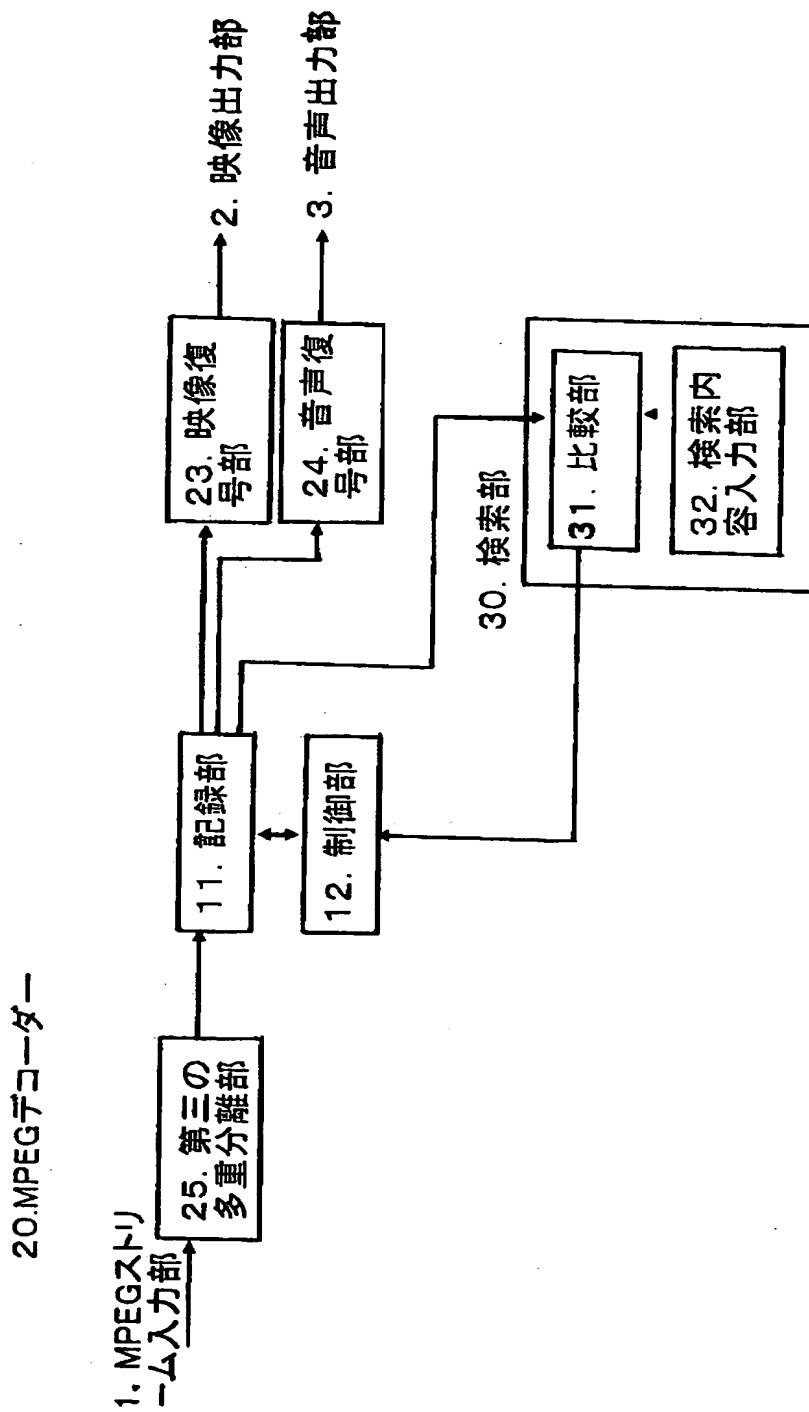 20.MPEGデコーダー
1. MPEGストリ
ーム入力部
25. 第三の
多重分離部
11. 記録部
12. 制御部
23. 映像復
号部
24. 音声復
号部
2. 映像出力部
3. 音声出力部
30. 検索部
31. 比較部
32. 検索内
容入力部